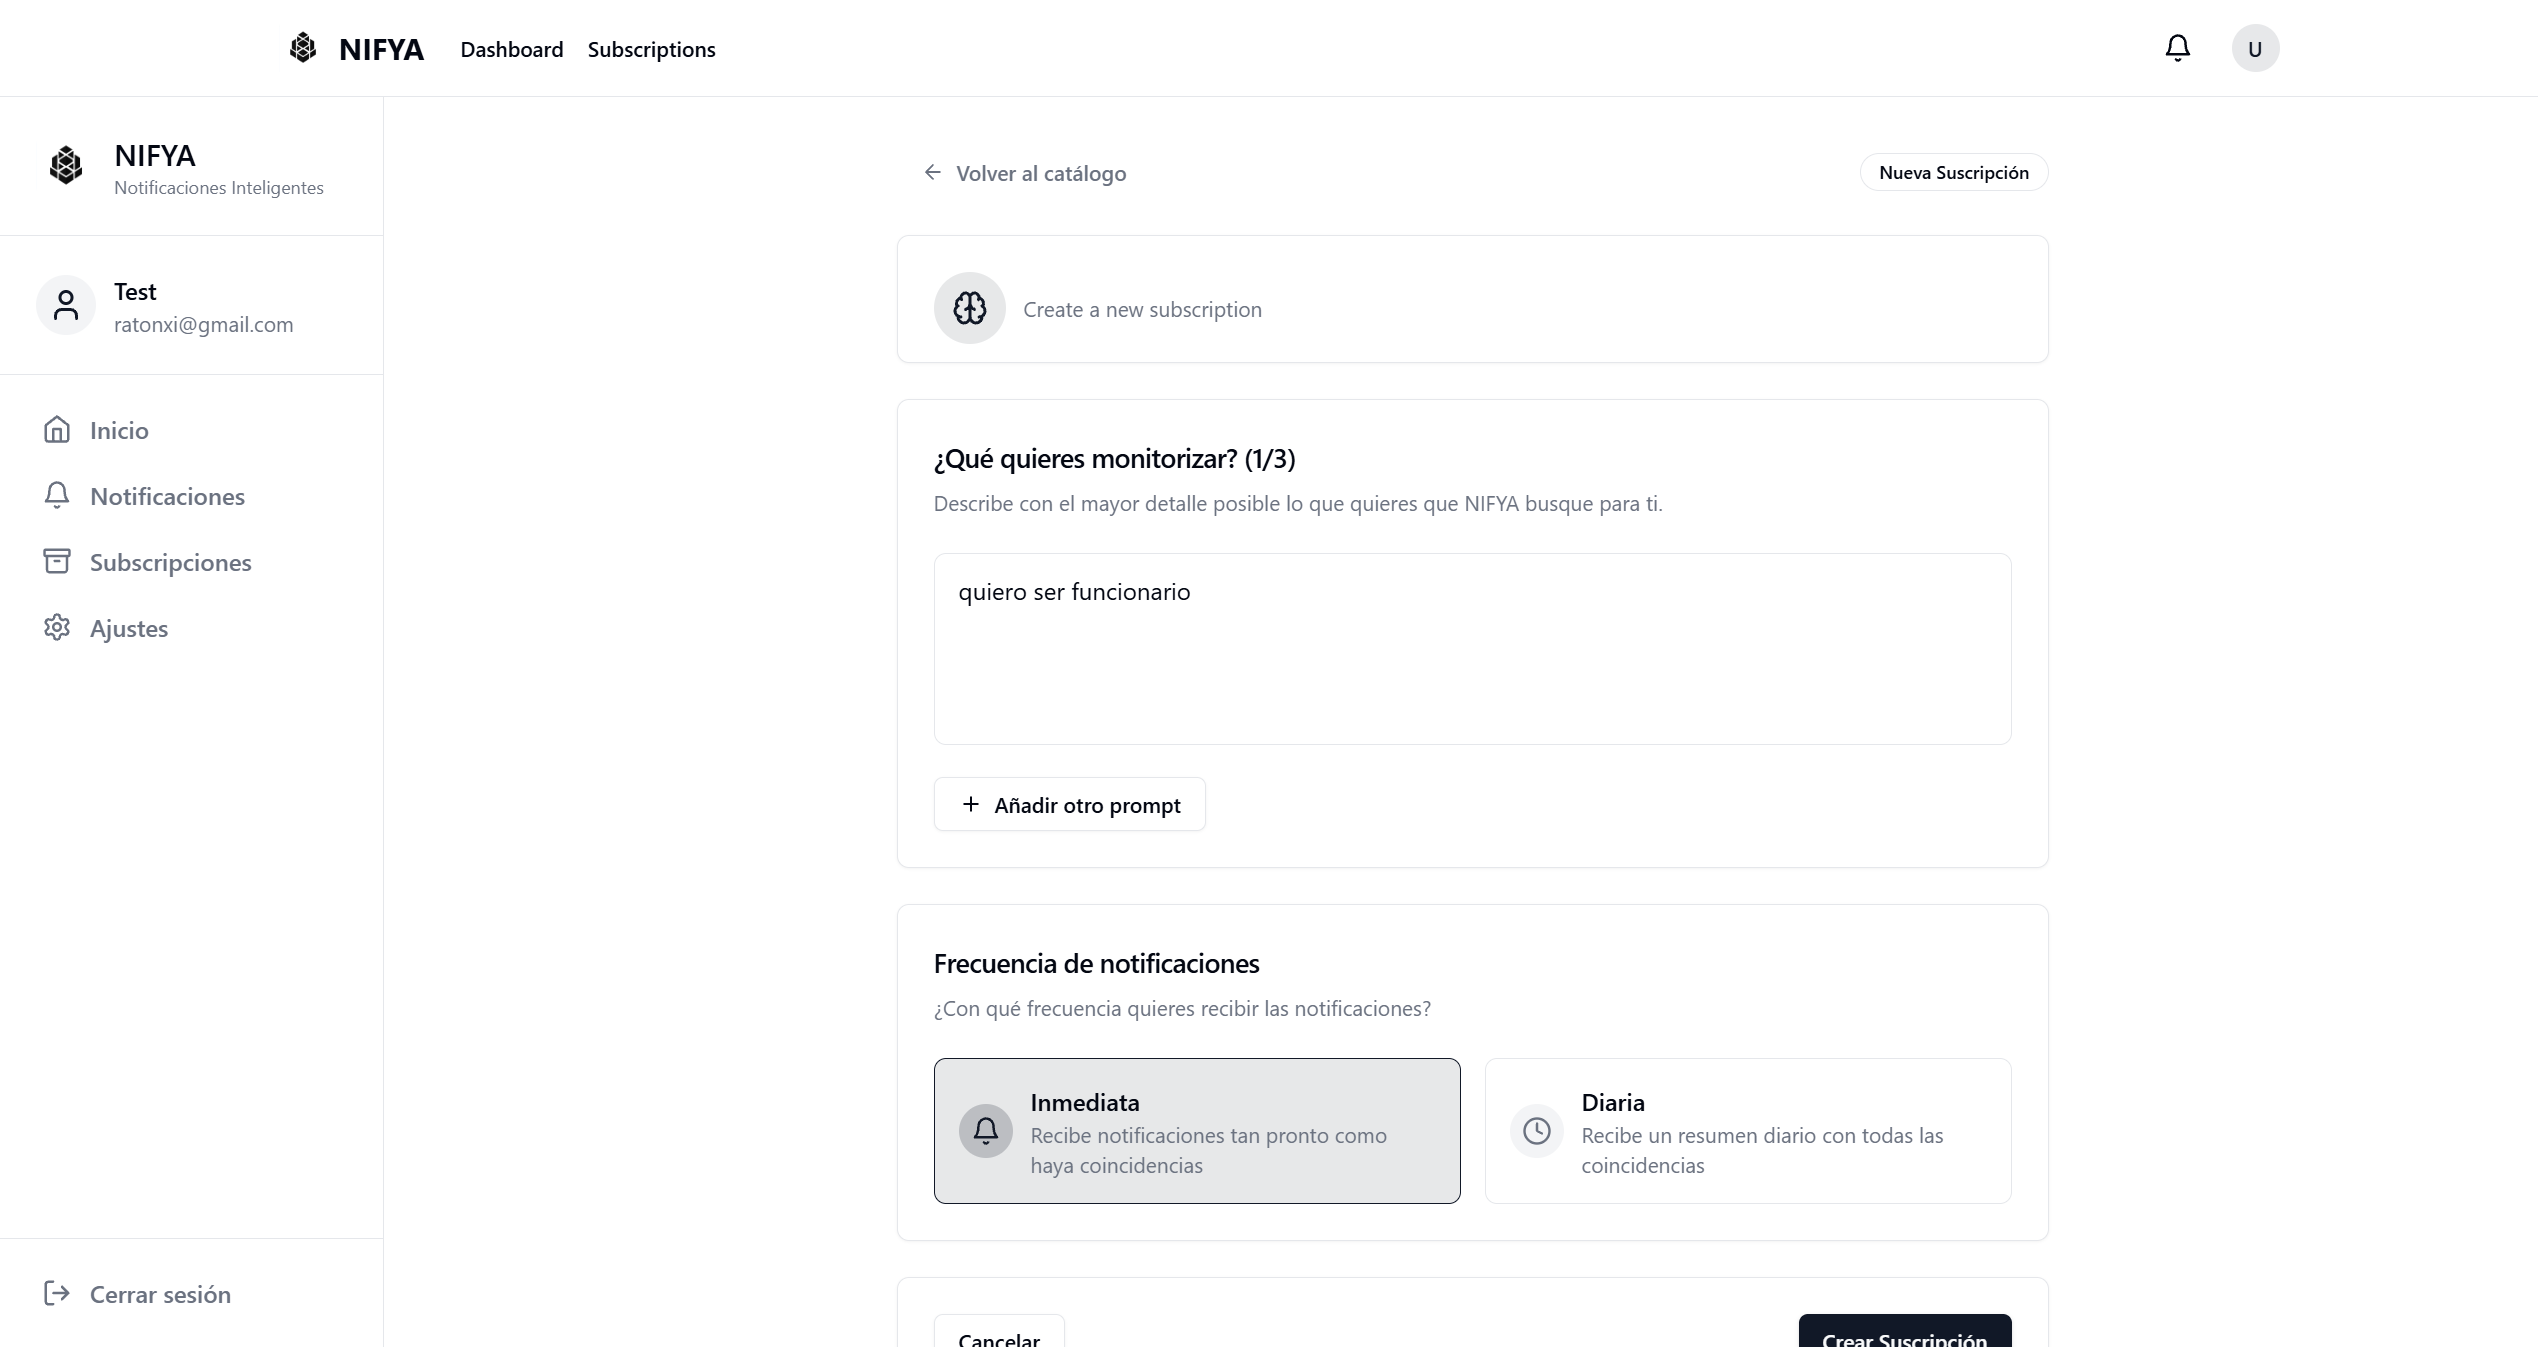 NIFYA
Dashboard
Subscriptions
U
NIFYA
Notificaciones Inteligentes
Test
ratonxi@gmail.com
Inicio
Notificaciones
Subscripciones
Ajustes
Cerrar sesión
Volver al catálogo
Nueva Suscripción
Create a new subscription
¿Qué quieres monitorizar? (1/3)
Describe con el mayor detalle posible lo que quieres que NIFYA busque para ti.
quiero ser funcionario
Añadir otro prompt
Frecuencia de notificaciones
¿Con qué frecuencia quieres recibir las notificaciones?
Inmediata
Recibe notificaciones tan pronto como
haya coincidencias
Diaria
Recibe un resumen diario con todas las
coincidencias
Cancelar
Crear Suscripción